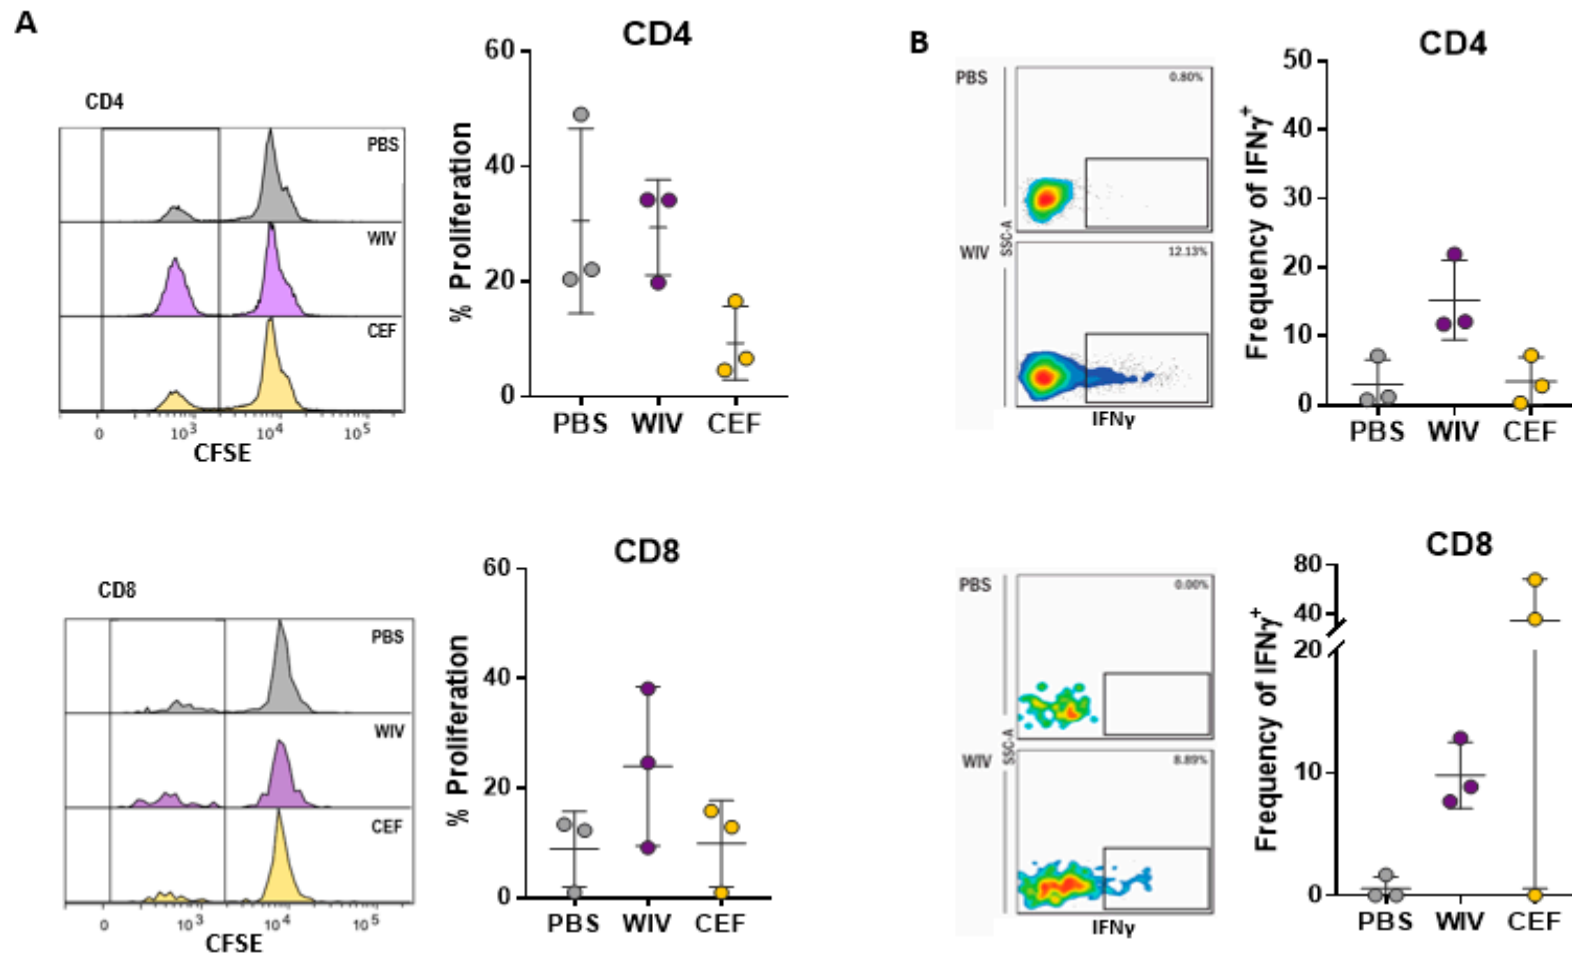 A
CD4
PBS
WIV
CEF
0 10³ 10⁴ 10⁵
CFSE
CD4
% Proliferation
60
40
20
0
PBS WIV CEF
B
PBS
0.80%
WIV
12.13%
SSC-A
IFNγ
CD4
Frequency of IFNγ⁺
50
40
30
20
10
0
PBS WIV CEF
CD8
PBS
WIV
CEF
0 10³ 10⁴ 10⁵
CFSE
CD8
% Proliferation
60
40
20
0
PBS WIV CEF
PBS
0.00%
WIV
8.89%
SSC-A
IFNγ
CD8
Frequency of IFNγ⁺
80
40
20
10
0
PBS WIV CEF